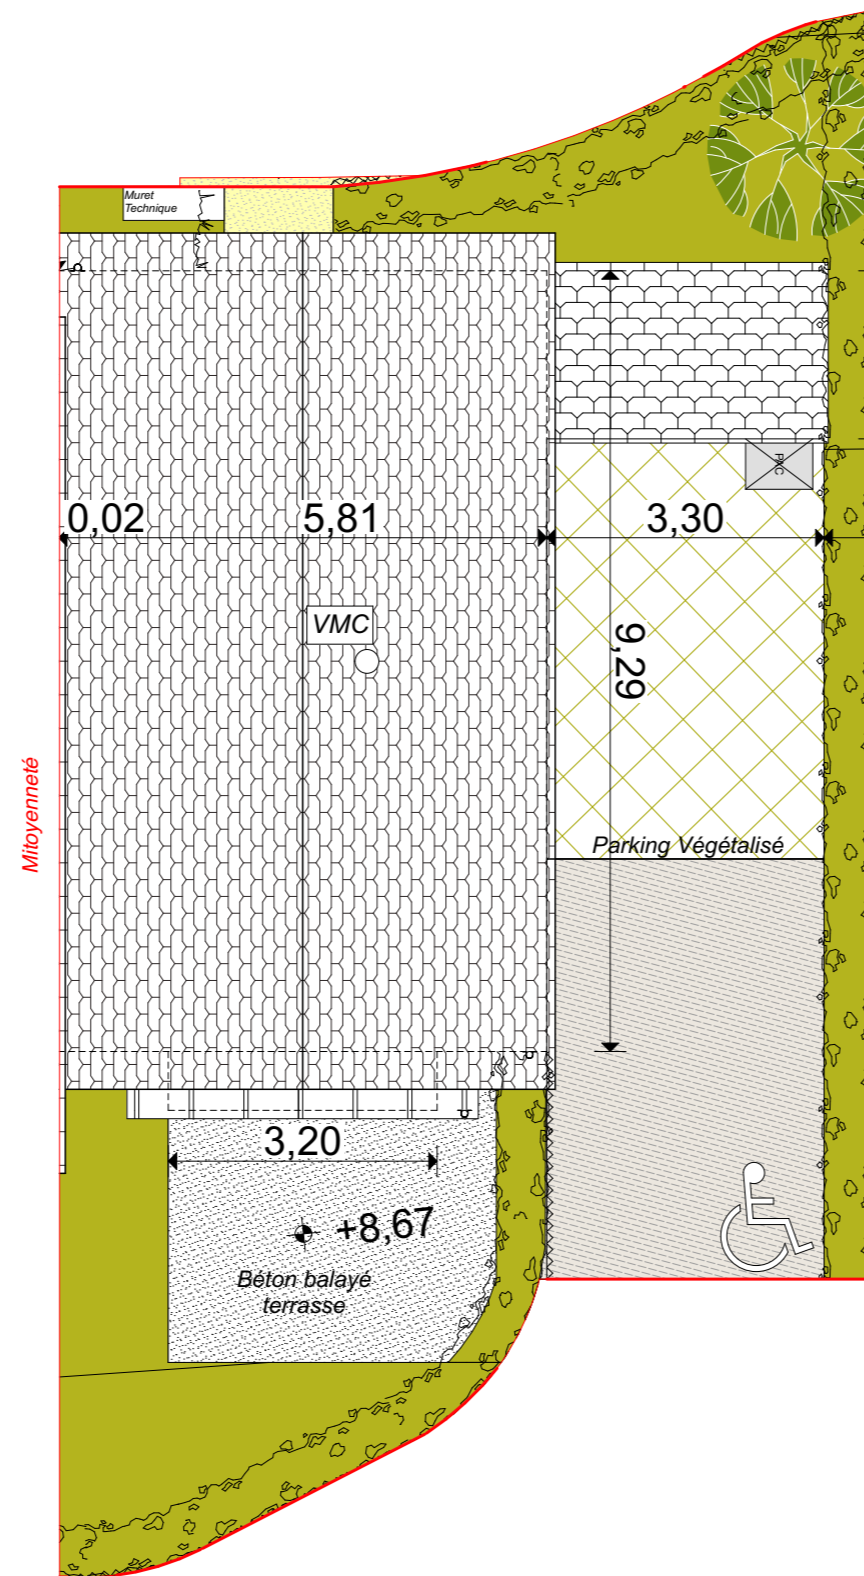 Muret
Technique
PAC
0,02
5,81
3,30
VMC
9,29
Mitoyenneté
Parking Végétalisé
3,20
+8,67
Béton balayé
terrasse